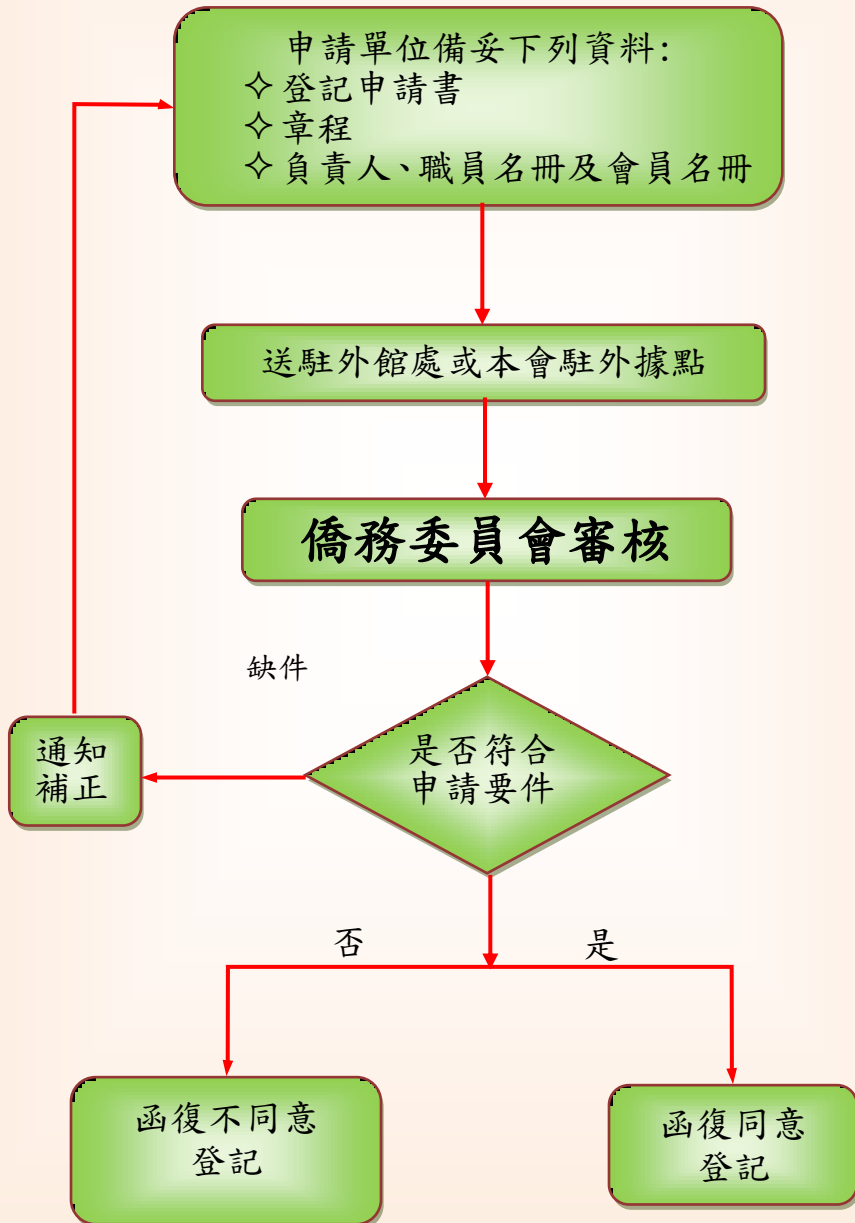 申請單位備妥下列資料:
✧登記申請書
✧章程
✧負責人、職員名冊及會員名冊
送駐外館處或本會駐外據點
僑務委員會審核
缺件
是否符合
申請要件
通知
補正
否
是
函復不同意
登記
函復同意
登記